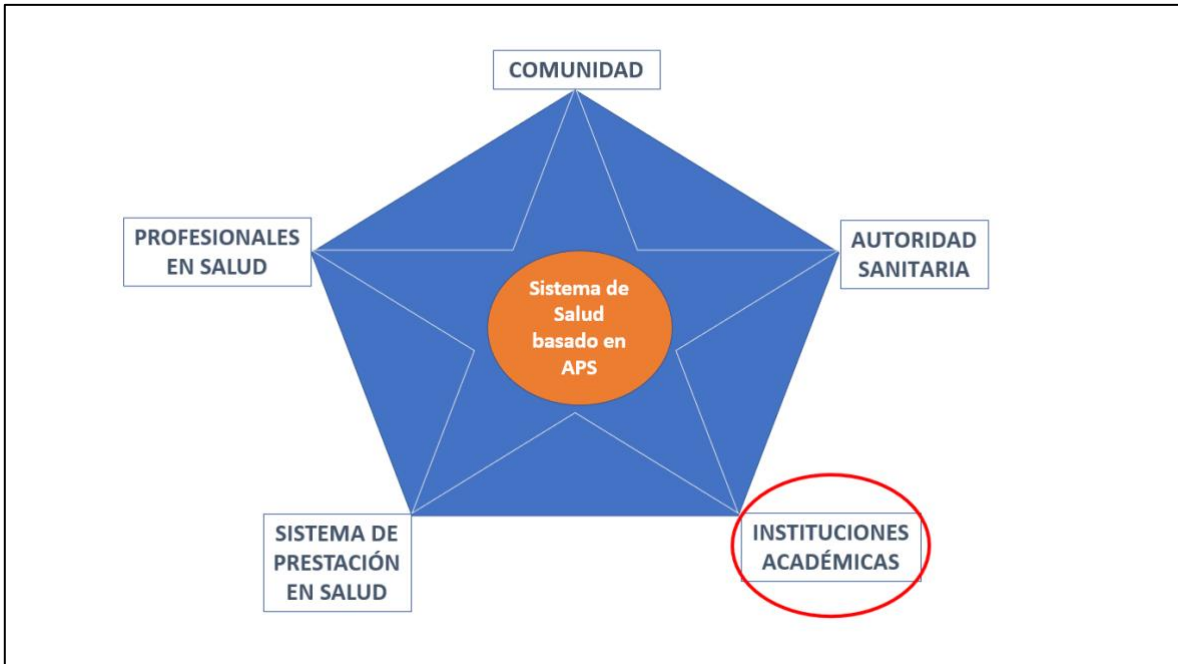 COMUNIDAD
PROFESIONALES
EN SALUD
AUTORIDAD
SANITARIA
Sistema de
Salud
basado en
APS
SISTEMA DE
PRESTACIÓN
EN SALUD
INSTITUCIONES
ACADÉMICAS